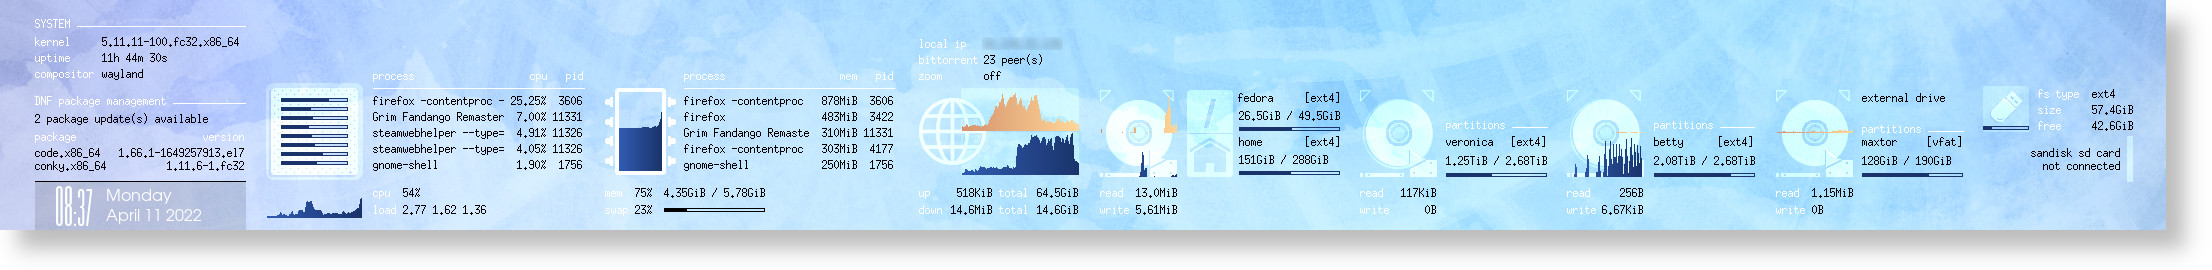 SYSTEM
kernel 5.11.11-100.fc32.x86_64
uptime 11h 44m 30s
compositor wayland
DNF package management
2 package update(s) available
package version
code.x86_64 1.66.1-1649257913.el7
conky.x86_64 1.11.6-1.fc32
08:37
Monday
April 11 2022
process cpu pid
firefox -contentproc - 25.25% 3606
Grim Fandango Remaster 7.00% 11331
steamwebhelper --type= 4.91% 11326
steamwebhelper --type= 4.05% 11326
gnome-shell 1.90% 1756
cpu 54%
load 2.77 1.62 1.36
process mem pid
firefox -contentproc 878MiB 3606
firefox 483MiB 3422
Grim Fandango Remaste 310MiB 11331
firefox -contentproc 303MiB 4177
gnome-shell 250MiB 1756
mem 75% 4.35GiB / 5.78GiB
swap 23%
local ip
bittorrent 23 peer(s)
zoom off
up 518KiB total 64.5GiB
down 14.6MiB total 14.6GiB
read 13.0MiB
write 5.61MiB
fedora [ext4]
26.5GiB / 49.5GiB
home [ext4]
151GiB / 288GiB
partitions
veronica [ext4]
1.25TiB / 2.68TiB
read 117KiB
write 0B
partitions
betty [ext4]
2.08TiB / 2.68TiB
read 256B
write 6.67KiB
external drive
partitions
maxtor [vfat]
128GiB / 190GiB
read 1.15MiB
write 0B
fs type ext4
size 57.4GiB
free 42.6GiB
sandisk sd card
not connected